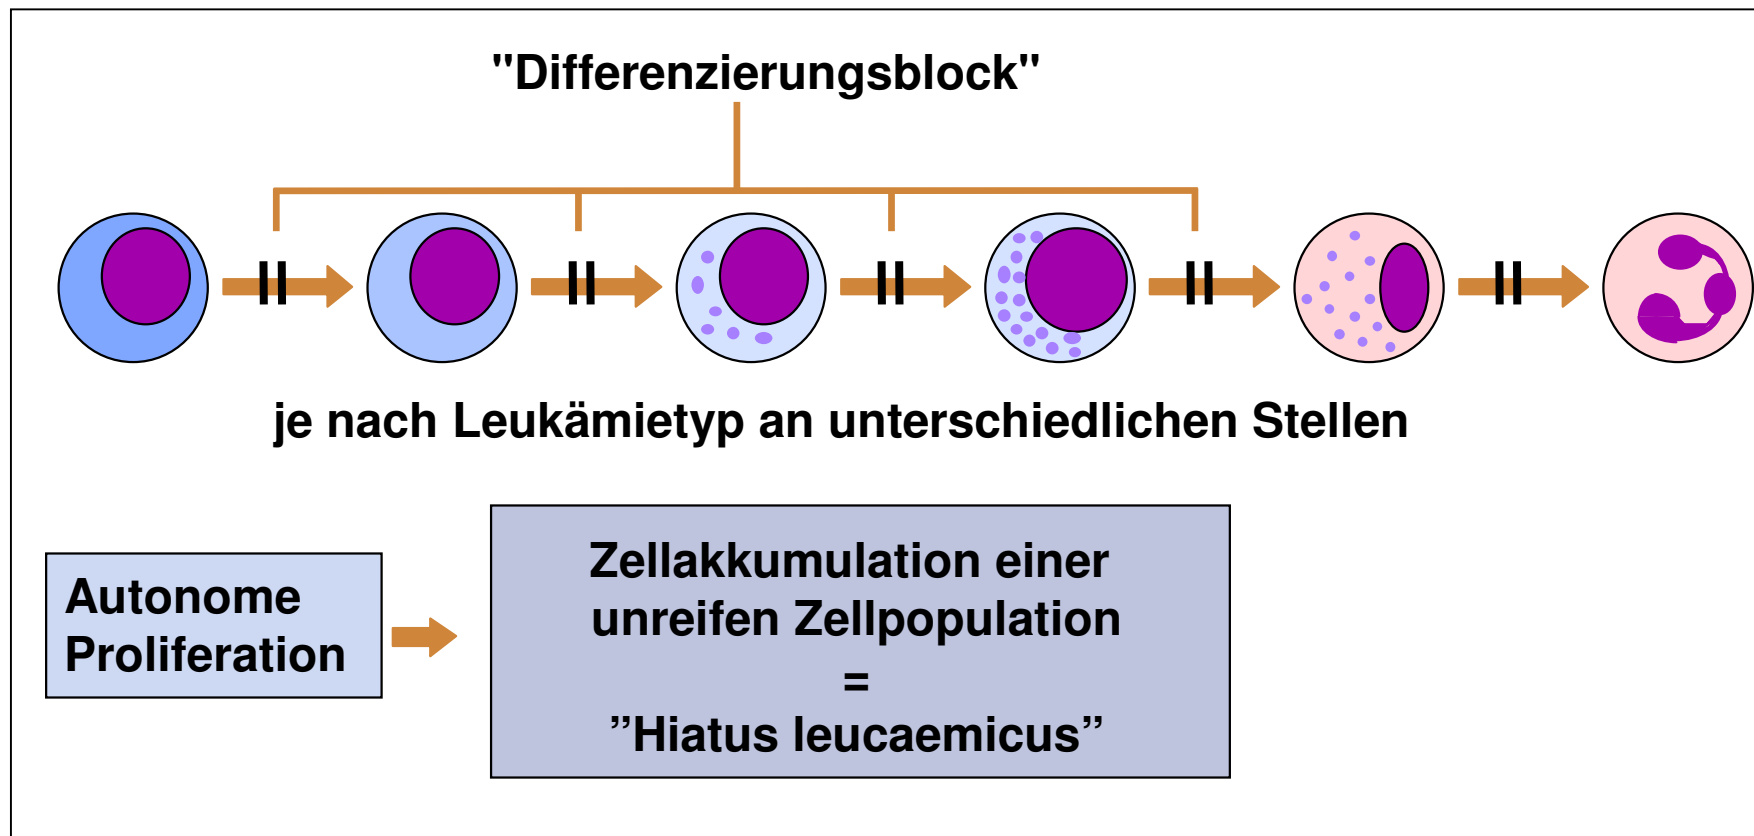 "Differenzierungsblock"
je nach Leukämietyp an unterschiedlichen Stellen
Autonome
Proliferation
Zellakkumulation einer
unreifen Zellpopulation
=
”Hiatus leucaemicus”